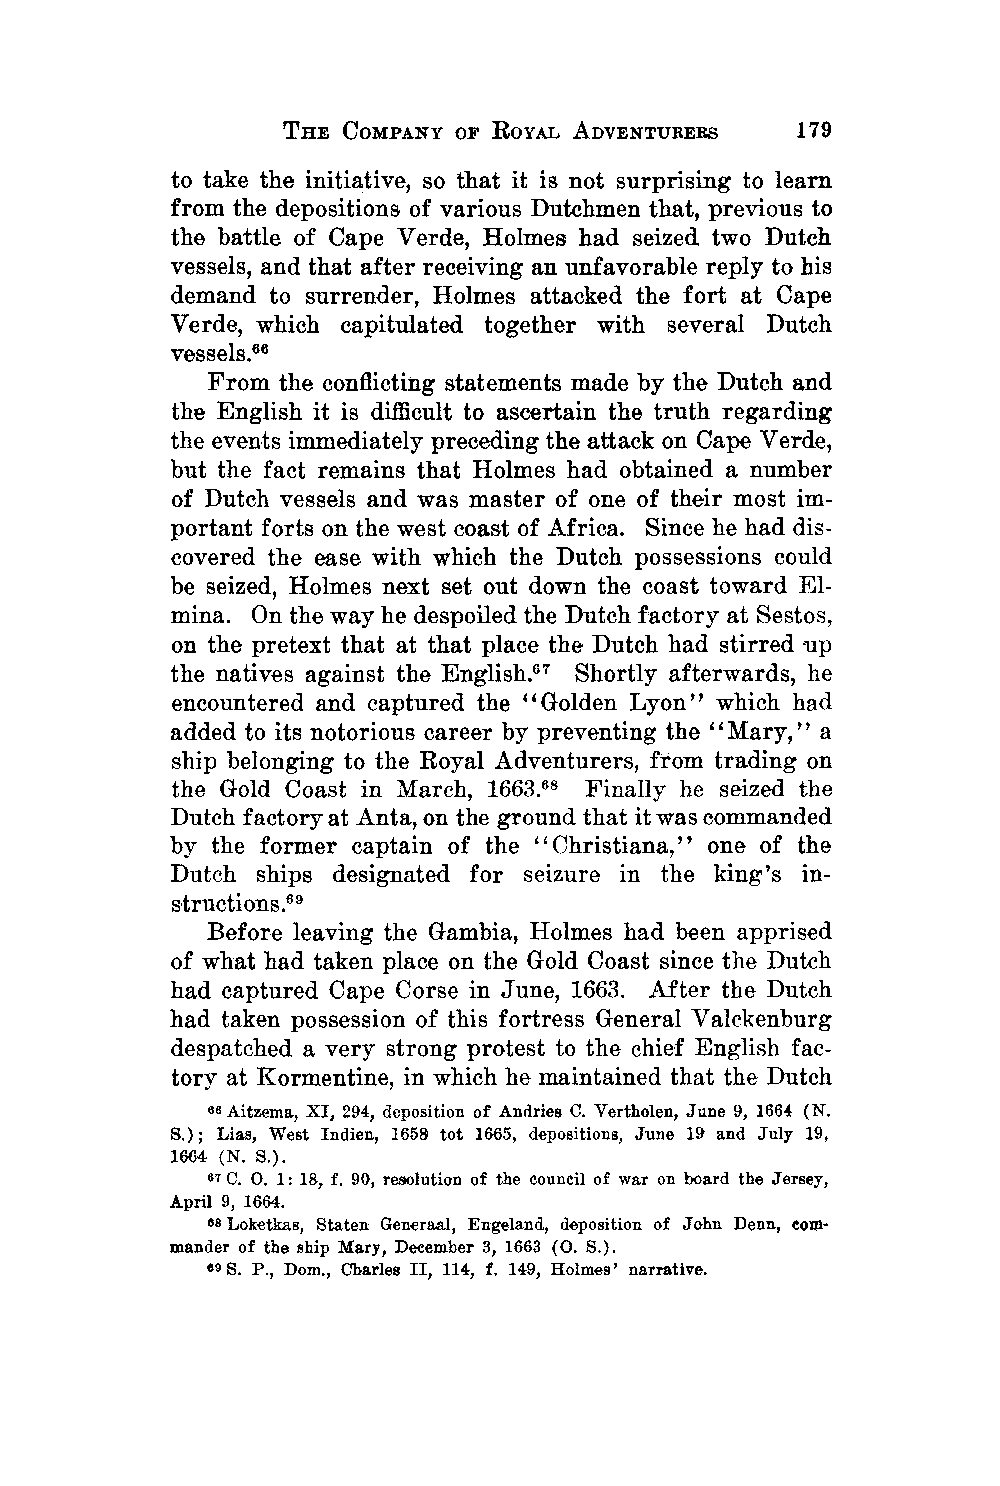 THE COMPANY OF ROYAL ADVENTURERS 179
to take the initiative, so that it is not surprising to learn
from the depositions of various Dutchmen that, previous to
the battle of Cape Verde, Holmes had seized two Dutch
vessels, and that after receiving an unfavorable reply to his
demand to surrender, Holmes attacked the fort at Cape
Verde, which capitulated together with several Dutch
vessels.⁶⁶
From the conflicting statements made by the Dutch and
the English it is difficult to ascertain the truth regarding
the events immediately preceding the attack on Cape Verde,
but the fact remains that Holmes had obtained a number
of Dutch vessels and was master of one of their most im-
portant forts on the west coast of Africa. Since he had dis-
covered the ease with which the Dutch possessions could
be seized, Holmes next set out down the coast toward El-
mina. On the way he despoiled the Dutch factory at Sestos,
on the pretext that at that place the Dutch had stirred up
the natives against the English.⁶⁷ Shortly afterwards, he
encountered and captured the "Golden Lyon" which had
added to its notorious career by preventing the "Mary," a
ship belonging to the Royal Adventurers, from trading on
the Gold Coast in March, 1663.⁶⁸ Finally he seized the
Dutch factory at Anta, on the ground that it was commanded
by the former captain of the "Christiana," one of the
Dutch ships designated for seizure in the king's in-
structions.⁶⁹
Before leaving the Gambia, Holmes had been apprised
of what had taken place on the Gold Coast since the Dutch
had captured Cape Corse in June, 1663. After the Dutch
had taken possession of this fortress General Valckenburg
despatched a very strong protest to the chief English fac-
tory at Kormentine, in which he maintained that the Dutch
⁶⁶ Aitzema, XI, 294, deposition of Andries C. Vertholen, June 9, 1664 (N.
S.); Lias, West Indien, 1658 tot 1665, depositions, June 19 and July 19,
1664 (N. S.).
⁶⁷ C. O. 1: 18, f. 90, resolution of the council of war on board the Jersey,
April 9, 1664.
⁶⁸ Loketkas, Staten Generaal, Engeland, deposition of John Denn, com-
mander of the ship Mary, December 3, 1663 (O. S.).
⁶⁹ S. P., Dom., Charles II, 114, f. 149, Holmes' narrative.